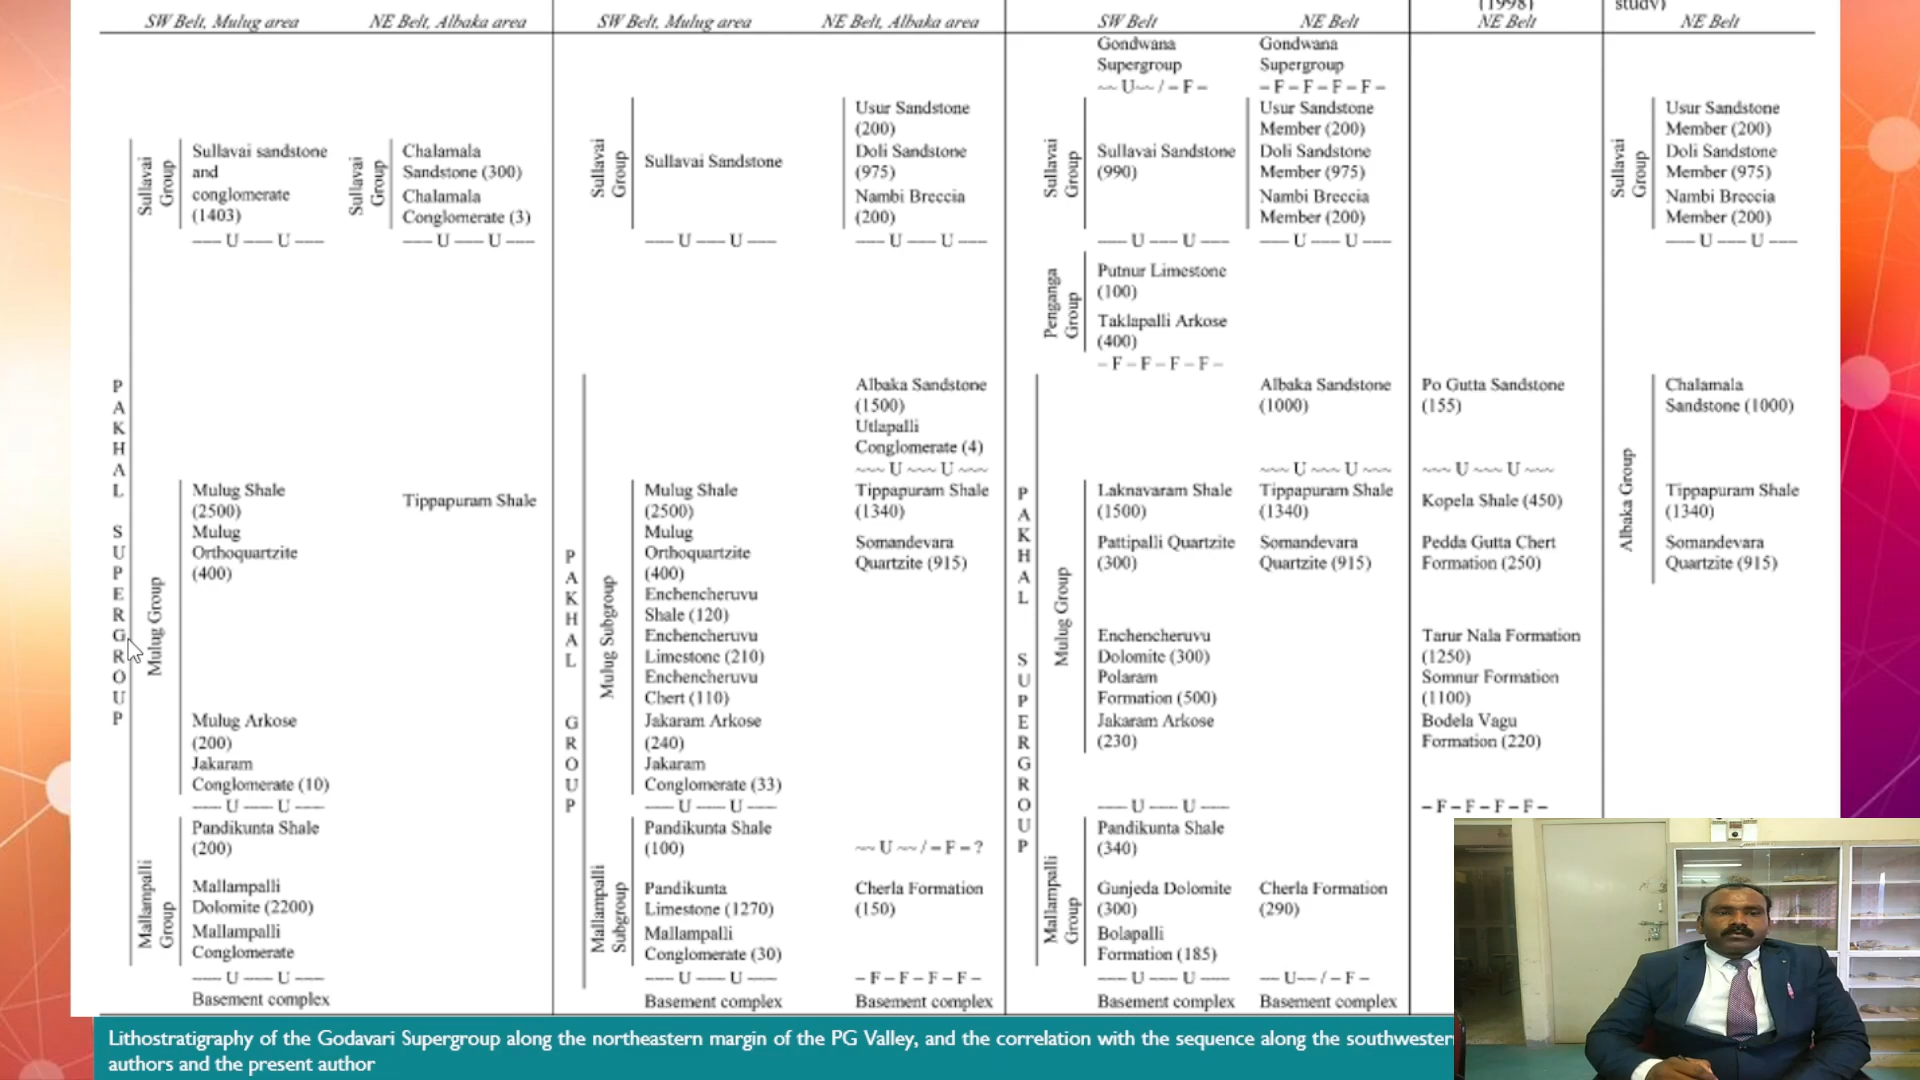 (1998)
study)
SW Belt, Mulug area
NE Belt, Albaka area
SW Belt, Mulug area
NE Belt, Albaka area
SW Belt
NE Belt
NE Belt
NE Belt
PAKHAL SUPERGROUP
Sullavai
Group
Sullavai sandstone
and
conglomerate
(1403)
--- U --- U ---
Mulug Group
Mulug Shale
(2500)
Mulug
Orthoquartzite
(400)
Mulug Arkose
(200)
Jakaram
Conglomerate (10)
--- U --- U ---
Mallampalli
Group
Pandikunta Shale
(200)
Mallampalli
Dolomite (2200)
Mallampalli
Conglomerate
--- U --- U ---
Basement complex
Sullavai
Group
Chalamala
Sandstone (300)
Chalamala
Conglomerate (3)
--- U --- U ---
Tippapuram Shale
Sullavai
Group
Sullavai Sandstone
--- U --- U ---
PAKHAL GROUP
Mulug Subgroup
Mulug Shale
(2500)
Mulug
Orthoquartzite
(400)
Enchencheruvu
Shale (120)
Enchencheruvu
Limestone (210)
Enchencheruvu
Chert (110)
Jakaram Arkose
(240)
Jakaram
Conglomerate (33)
--- U --- U ---
Mallampalli
Subgroup
Pandikunta Shale
(100)
Pandikunta
Limestone (1270)
Mallampalli
Conglomerate (30)
--- U --- U ---
Basement complex
Usur Sandstone
(200)
Doli Sandstone
(975)
Nambi Breccia
(200)
--- U --- U ---
Albaka Sandstone
(1500)
Utlapalli
Conglomerate (4)
~~~ U ~~~ U ~~~
Tippapuram Shale
(1340)
Somandevara
Quartzite (915)
~~ U ~~ / – F – ?
Cherla Formation
(150)
– F – F – F – F –
Basement complex
Gondwana
Supergroup
~~ U~~ / – F –
Sullavai
Group
Sullavai Sandstone
(990)
--- U --- U ---
Penganga
Group
Putnur Limestone
(100)
Taklapalli Arkose
(400)
– F – F – F – F –
PAKHAL SUPERGROUP
Mulug Group
Laknavaram Shale
(1500)
Pattipalli Quartzite
(300)
Enchencheruvu
Dolomite (300)
Polaram
Formation (500)
Jakaram Arkose
(230)
--- U --- U ---
Mallampalli
Group
Pandikunta Shale
(340)
Gunjeda Dolomite
(300)
Bolapalli
Formation (185)
--- U --- U ---
Basement complex
Gondwana
Supergroup
– F – F – F – F –
Usur Sandstone
Member (200)
Doli Sandstone
Member (975)
Nambi Breccia
Member (200)
--- U --- U ---
Albaka Sandstone
(1000)
~~~ U ~~~ U ~~~
Tippapuram Shale
(1340)
Somandevara
Quartzite (915)
Cherla Formation
(290)
--- U-- / – F –
Basement complex
Po Gutta Sandstone
(155)
~~~ U ~~~ U ~~~
Kopela Shale (450)
Pedda Gutta Chert
Formation (250)
Tarur Nala Formation
(1250)
Somnur Formation
(1100)
Bodela Vagu
Formation (220)
– F – F – F – F –
Sullavai
Group
Usur Sandstone
Member (200)
Doli Sandstone
Member (975)
Nambi Breccia
Member (200)
--- U --- U ---
Albaka Group
Chalamala
Sandstone (1000)
Tippapuram Shale
(1340)
Somandevara
Quartzite (915)
Lithostratigraphy of the Godavari Supergroup along the northeastern margin of the PG Valley, and the correlation with the sequence along the southwester
authors and the present author